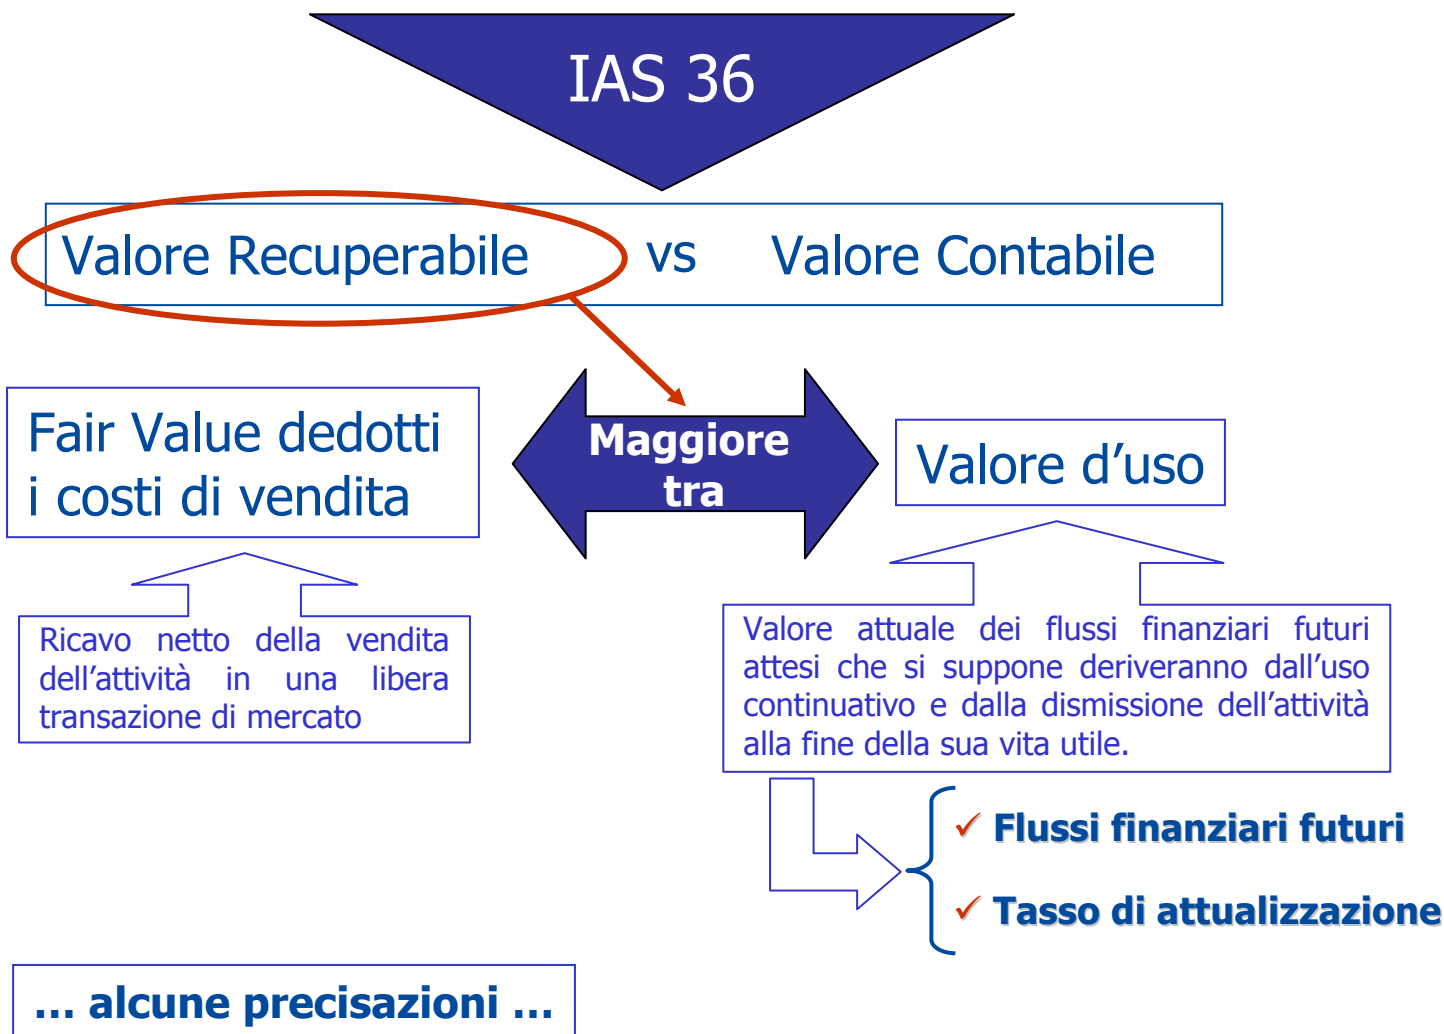 IAS 36
Valore Recuperabile vs Valore Contabile
Fair Value dedotti
i costi di vendita
Maggiore
tra
Valore d’uso
Ricavo netto della vendita
dell’attività in una libera
transazione di mercato
Valore attuale dei flussi finanziari futuri
attesi che si suppone deriveranno dall’uso
continuativo e dalla dismissione dell’attività
alla fine della sua vita utile.
✓ Flussi finanziari futuri
✓ Tasso di attualizzazione
... alcune precisazioni ...